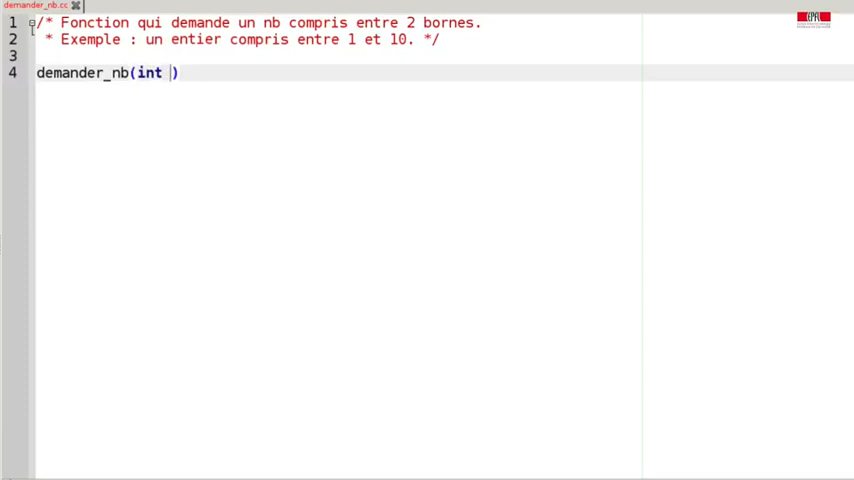 demander_nb.cc
1 /* Fonction qui demande un nb compris entre 2 bornes.
2 * Exemple : un entier compris entre 1 et 10. */
3
4 demander_nb(int )